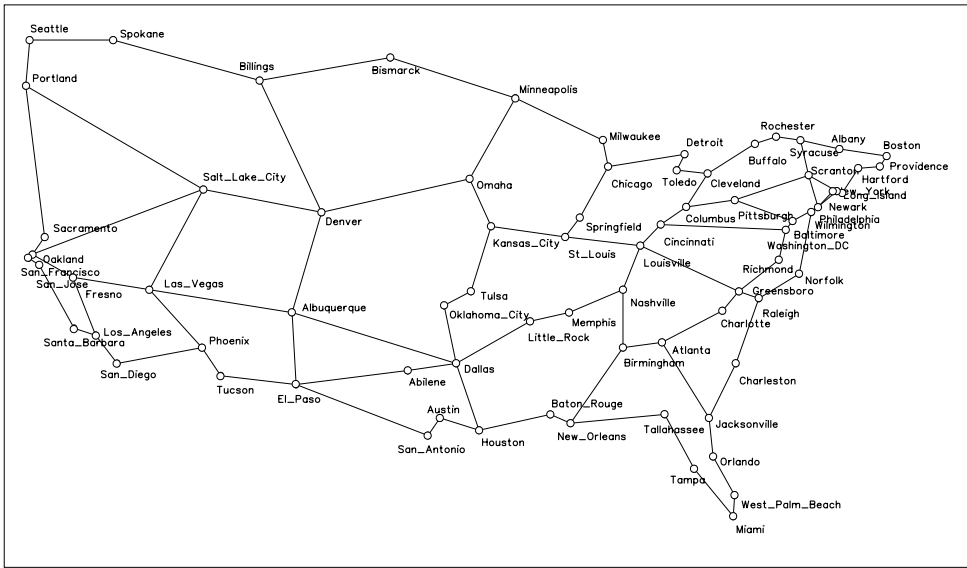 Seattle
Spokane
Billings
Bismarck
Portland
Minneapolis
Rochester
Milwaukee
Detroit
Albany
Boston
Syracuse
Buffalo
Providence
Scranton
Toledo
Cleveland
Hartford
Salt_Lake_City
Omaha
Chicago
New_York
Long_Island
Denver
Newark
Columbus
Pittsburgh
Philadelphia
Springfield
Wilmington
Sacramento
Kansas_City
Cincinnati
Baltimore
Washington_DC
St_Louis
Oakland
Louisville
San_Francisco
Richmond
Norfolk
San_Jose
Las_Vegas
Fresno
Tulsa
Nashville
Greensboro
Albuquerque
Oklahoma_City
Raleigh
Memphis
Charlotte
Los_Angeles
Little_Rock
Santa_Barbara
Phoenix
Atlanta
San_Diego
Dallas
Birmingham
Charleston
Abilene
Tucson
El_Paso
Baton_Rouge
Austin
Tallahassee
Jacksonville
Houston
New_Orleans
San_Antonio
Orlando
Tampa
West_Palm_Beach
Miami